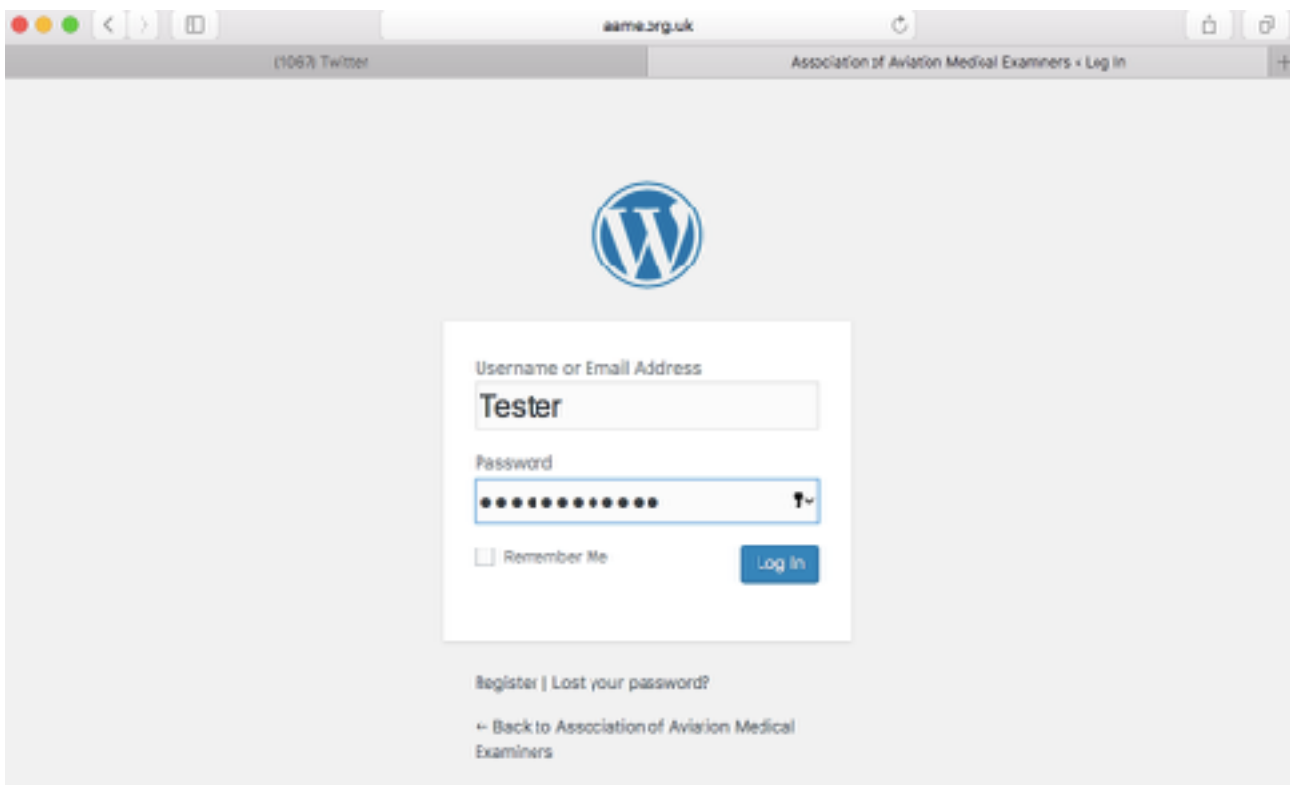 aame.org.uk
(1067) Twitter
Association of Aviation Medical Examiners ‹ Log In
W
Username or Email Address
Tester
Password
Remember Me
Log In
Register | Lost your password?
← Back to Association of Aviation Medical
Examiners